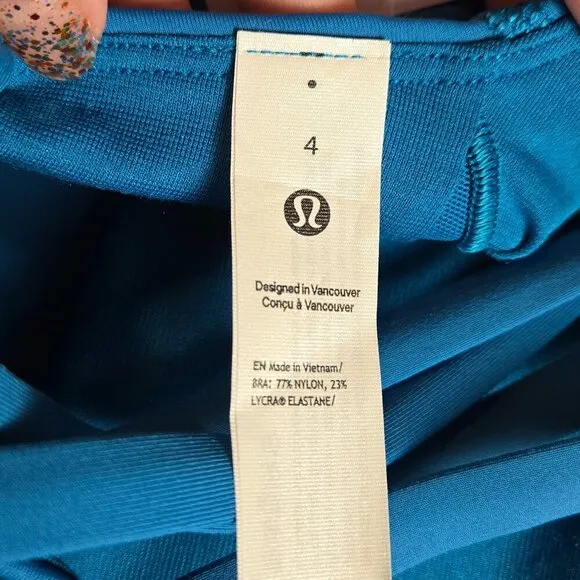 4
Designed in Vancouver
Conçu à Vancouver
EN Made in Vietnam/
BRA: 77% NYLON, 23%
LYCRA® ELASTANE/